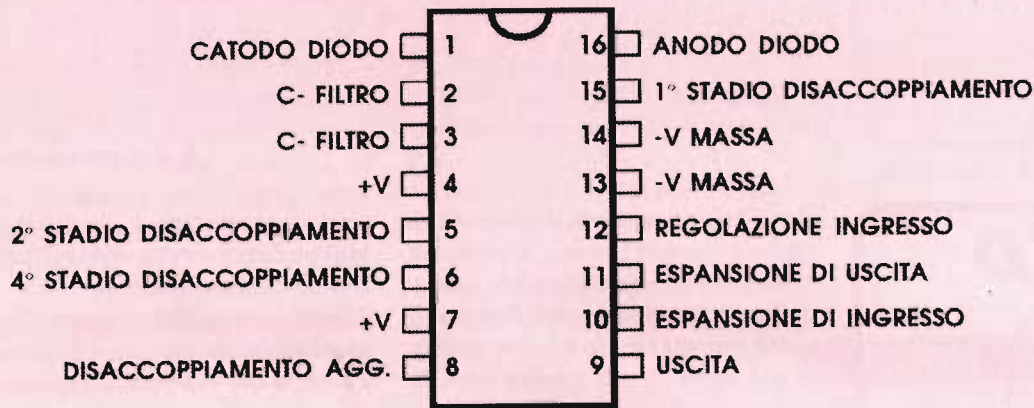 CATODO DIODO 1 16 ANODO DIODO
C- FILTRO 2 15 1° STADIO DISACCOPPIAMENTO
C- FILTRO 3 14 -V MASSA
+V 4 13 -V MASSA
2° STADIO DISACCOPPIAMENTO 5 12 REGOLAZIONE INGRESSO
4° STADIO DISACCOPPIAMENTO 6 11 ESPANSIONE DI USCITA
+V 7 10 ESPANSIONE DI INGRESSO
DISACCOPPIAMENTO AGG. 8 9 USCITA